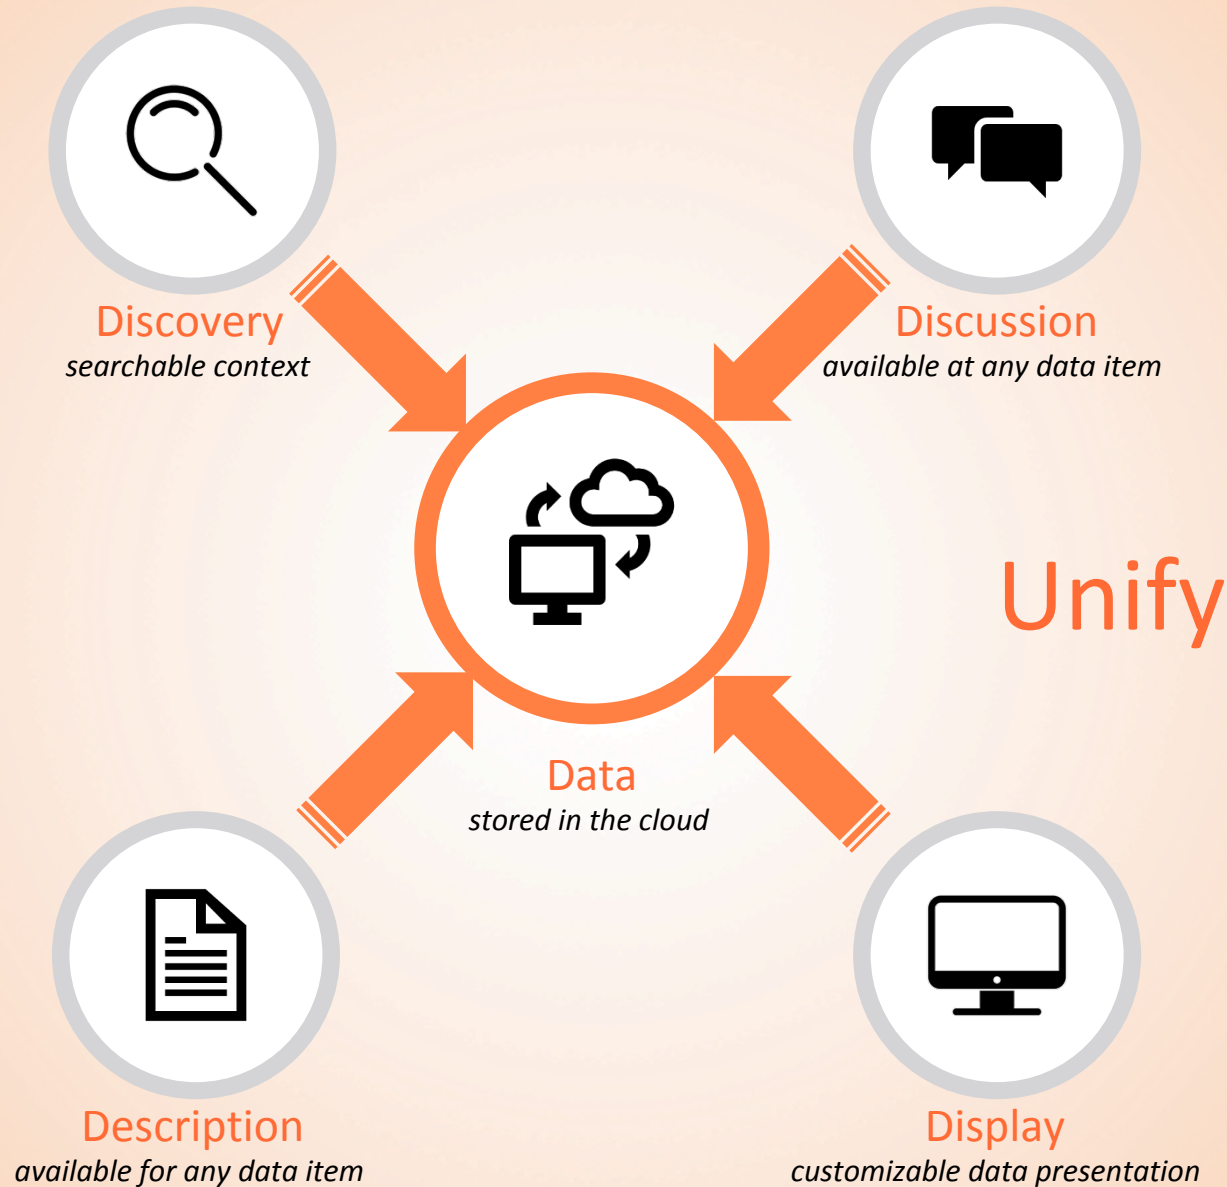 Discovery
searchable context
Discussion
available at any data item
Unify
Data
stored in the cloud
Description
available for any data item
Display
customizable data presentation